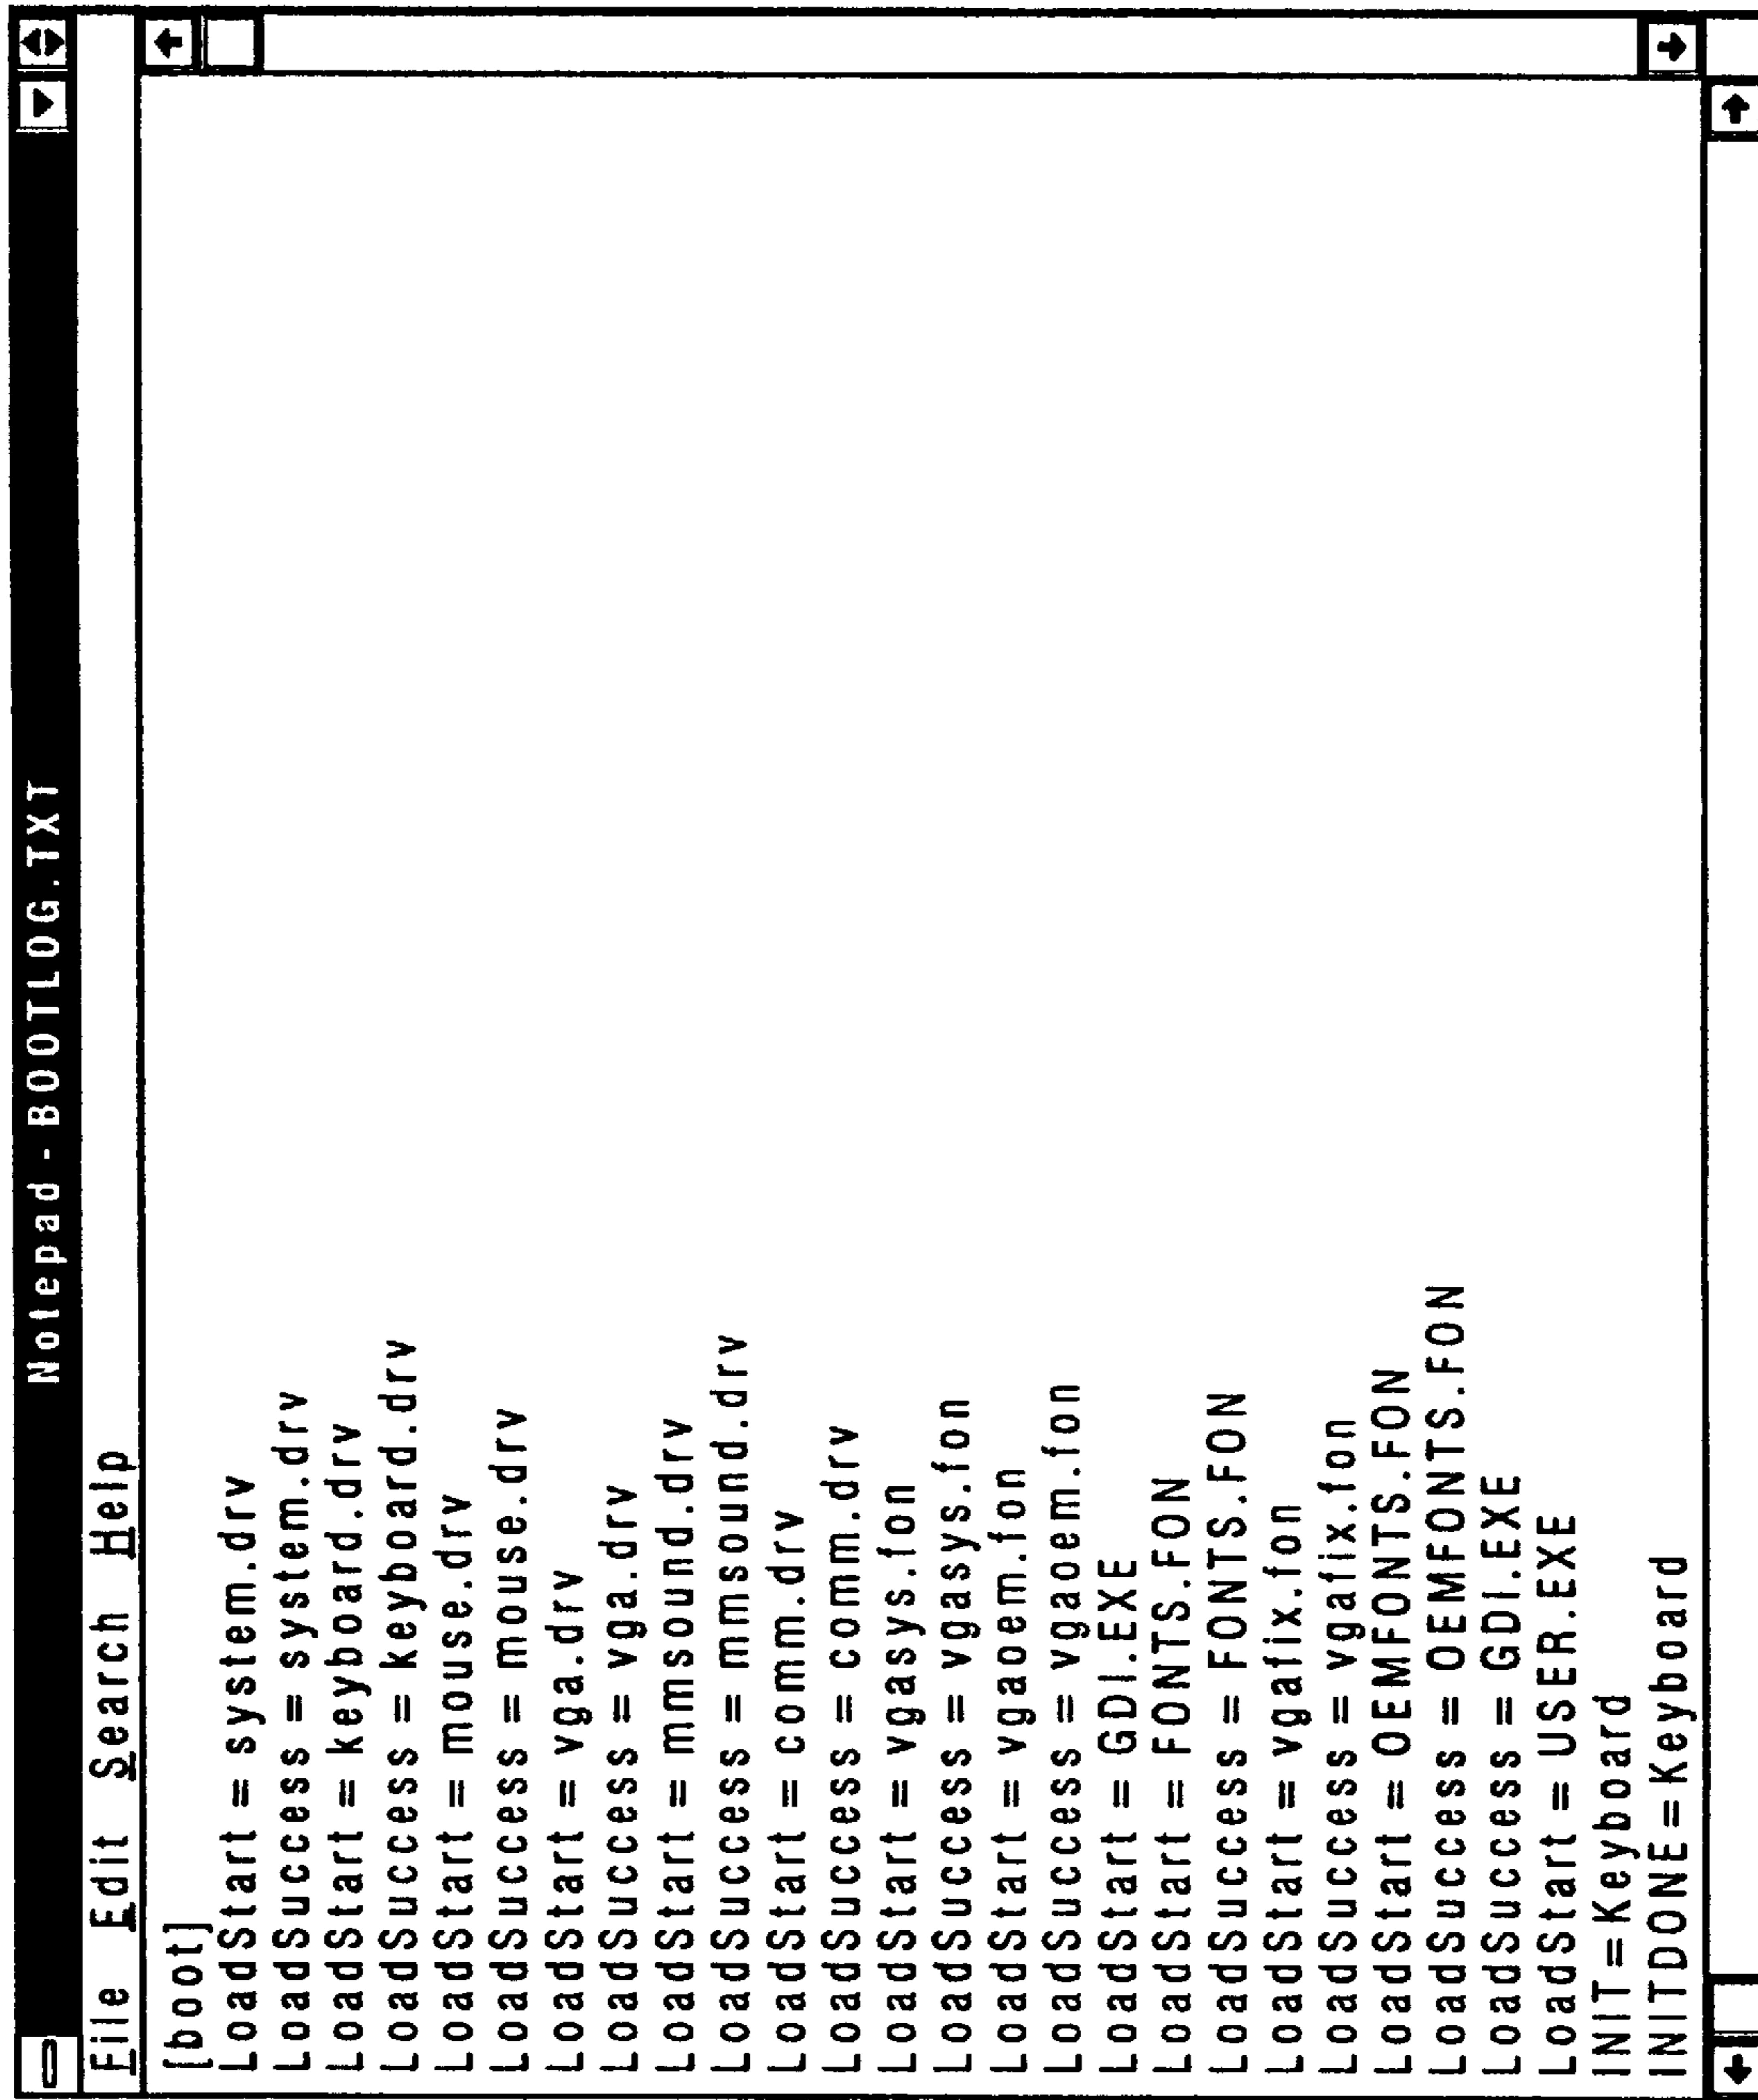 Notepad - BOOTLOG.TXT
File Edit Search Help
[boot]
LoadStart = system.drv
LoadSuccess = system.drv
LoadStart = keyboard.drv
LoadSuccess = keyboard.drv
LoadStart = mouse.drv
LoadSuccess = mouse.drv
LoadStart = vga.drv
LoadSuccess = vga.drv
LoadStart = mmsound.drv
LoadSuccess = mmsound.drv
LoadStart = comm.drv
LoadSuccess = comm.drv
LoadStart = vgasys.fon
LoadSuccess = vgasys.fon
LoadStart = vgaoem.fon
LoadSuccess = vgaoem.fon
LoadStart = GDI.EXE
LoadStart = FONTS.FON
LoadSuccess = FONTS.FON
LoadStart = vgafix.fon
LoadSuccess = vgafix.fon
LoadStart = OEMFONTS.FON
LoadSuccess = OEMFONTS.FON
LoadSuccess = GDI.EXE
LoadStart = USER.EXE
INIT=Keyboard
INITDONE=Keyboard